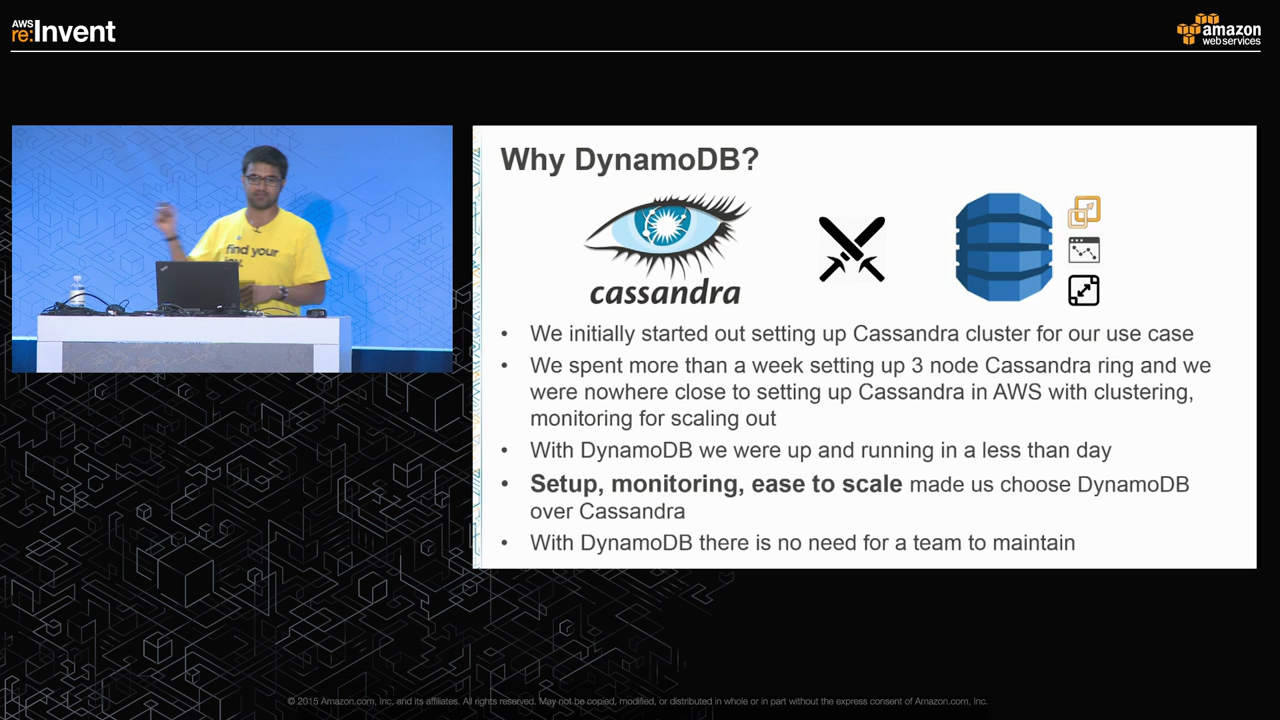 AWS
re:Invent
amazon
web services
find your
Why DynamoDB?
cassandra
• We initially started out setting up Cassandra cluster for our use case
• We spent more than a week setting up 3 node Cassandra ring and we
were nowhere close to setting up Cassandra in AWS with clustering,
monitoring for scaling out
• With DynamoDB we were up and running in a less than day
• Setup, monitoring, ease to scale made us choose DynamoDB
over Cassandra
• With DynamoDB there is no need for a team to maintain
© 2015 Amazon.com, Inc. and its affiliates. All rights reserved. May not be copied, modified, or distributed in whole or in part without the express consent of Amazon.com, Inc.